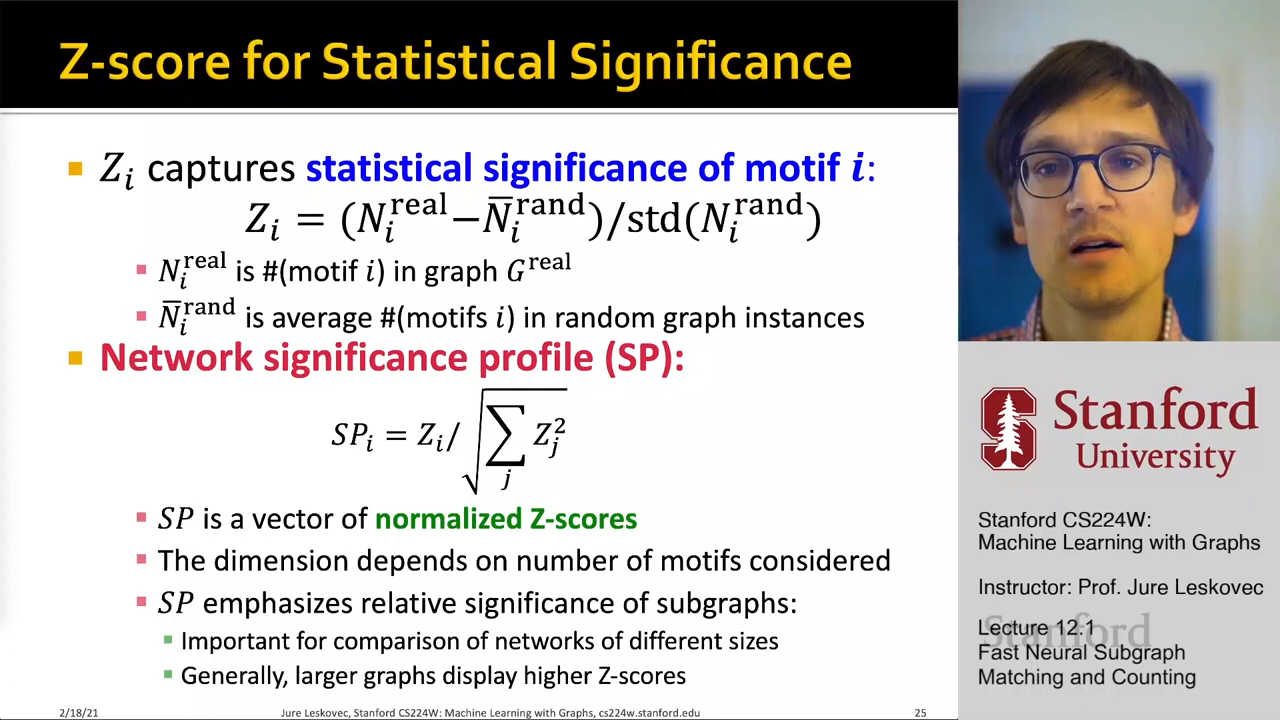 Z-score for Statistical Significance
Z_i captures statistical significance of motif i:
Z_i = (N_i^real − N̅_i^rand)/std(N_i^rand)
N_i^real is #(motif i) in graph G^real
N̅_i^rand is average #(motifs i) in random graph instances
Network significance profile (SP):
SP_i = Z_i/√(∑_j Z_j^2)
SP is a vector of normalized Z-scores
The dimension depends on number of motifs considered
SP emphasizes relative significance of subgraphs:
Important for comparison of networks of different sizes
Generally, larger graphs display higher Z-scores
2/18/21
Jure Leskovec, Stanford CS224W: Machine Learning with Graphs, cs224w.stanford.edu
25
S
Stanford
University
Stanford CS224W:
Machine Learning with Graphs
Instructor: Prof. Jure Leskovec
Stanford
Lecture 12.1
Fast Neural Subgraph
Matching and Counting